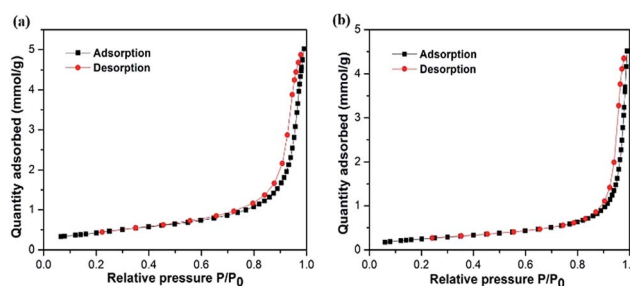 (a)
Adsorption
Desorption
Quantity adsorbed (mmol/g)
5
4
3
2
1
0
0.0 0.2 0.4 0.6 0.8 1.0
Relative pressure P/P0
(b)
Adsorption
Desorption
Quantity adsorbed (mmol/g)
5
4
3
2
1
0
0.0 0.2 0.4 0.6 0.8 1.0
Relative pressure P/P0